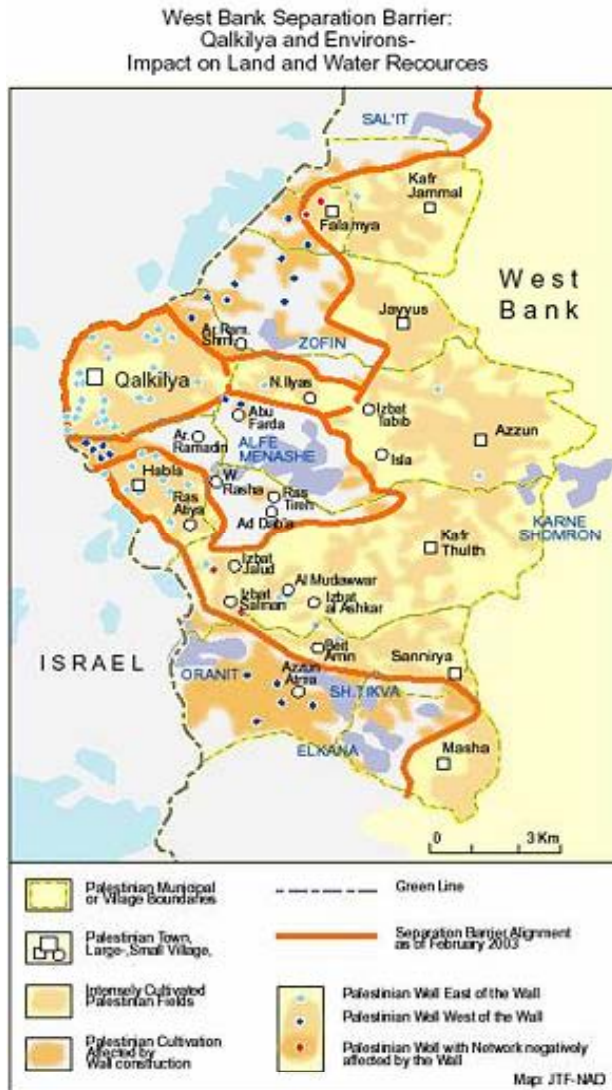 West Bank Separation Barrier:
Qalkilya and Environs-
Impact on Land and Water Recources
SAL'IT
Kafr
Jammal
Falamya
West
Bank
Jayyus
Ar. Ram.
Shmf.
ZOFIN
Qalkilya
N.Ilyas
Izbat
Tabib
Abu
Farda
Azzun
Ar.
Ramadin
ALFE
MENASHE
Isla
Habla
W.
Rasha
Ras
Tireh
Ras
Atiya
Ad Dab'a
KARNE
SHOMRON
Kafr
Thulth
Izbat
Jalud
Al Mudawwar
Izbat
Salman
Izbat
al Ashkar
Beit
Amin
ISRAEL
ORANIT
Azzun
Atma
Sannirya
SH.TIKVA
ELKANA
Masha
0 3 Km
Palestinian Municipal
or Village Boundaries
Green Line
Palestinian Town,
Large-,Small Village,
Separation Barrier Alignment
as of February 2003
Intensely Cultivated
Palestinian Fields
Palestinian Well East of the Wall
Palestinian Well West of the Wall
Palestinian Cultivation
Affected by
Wall construction
Palestinian Well with Network negatively
affected by the Wall
Map: JTF-NAD